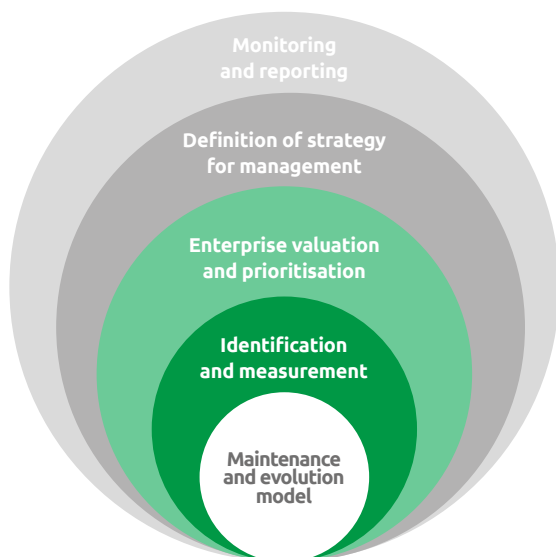 Monitoring
and reporting
Definition of strategy
for management
Enterprise valuation
and prioritisation
Identification
and measurement
Maintenance
and evolution
model